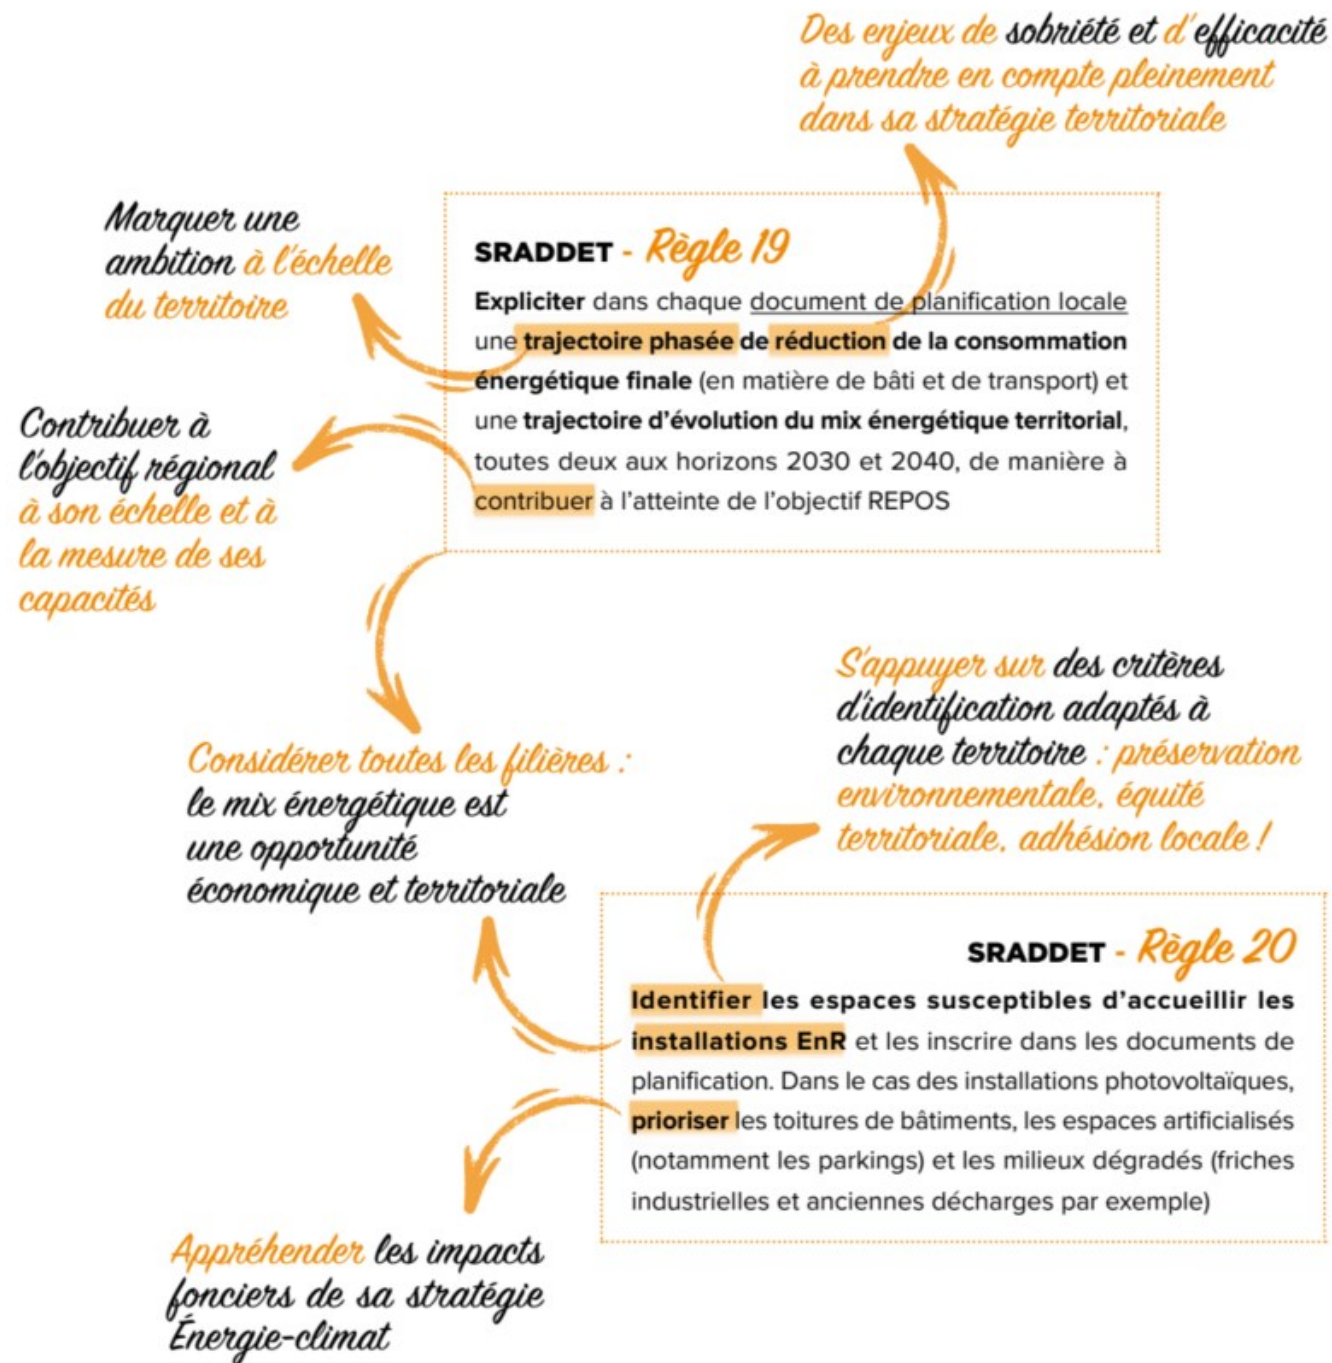 Des enjeux de sobriété et d'efficacité
à prendre en compte pleinement
dans sa stratégie territoriale
Marquer une
ambition à l'échelle
du territoire
SRADDET - Règle 19
Expliciter dans chaque document de planification locale
une trajectoire phasée de réduction de la consommation
énergétique finale (en matière de bâti et de transport) et
une trajectoire d'évolution du mix énergétique territorial,
toutes deux aux horizons 2030 et 2040, de manière à
contribuer à l'atteinte de l'objectif REPOS
Contribuer à
l'objectif régional
à son échelle et à
la mesure de ses
capacités
Considérer toutes les filières :
le mix énergétique est
une opportunité
économique et territoriale
S'appuyer sur des critères
d'identification adaptés à
chaque territoire : préservation
environnementale, équité
territoriale, adhésion locale !
SRADDET - Règle 20
Identifier les espaces susceptibles d'accueillir les
installations EnR et les inscrire dans les documents de
planification. Dans le cas des installations photovoltaïques,
prioriser les toitures de bâtiments, les espaces artificialisés
(notamment les parkings) et les milieux dégradés (friches
industrielles et anciennes décharges par exemple)
Appréhender les impacts
fonciers de sa stratégie
Énergie-climat